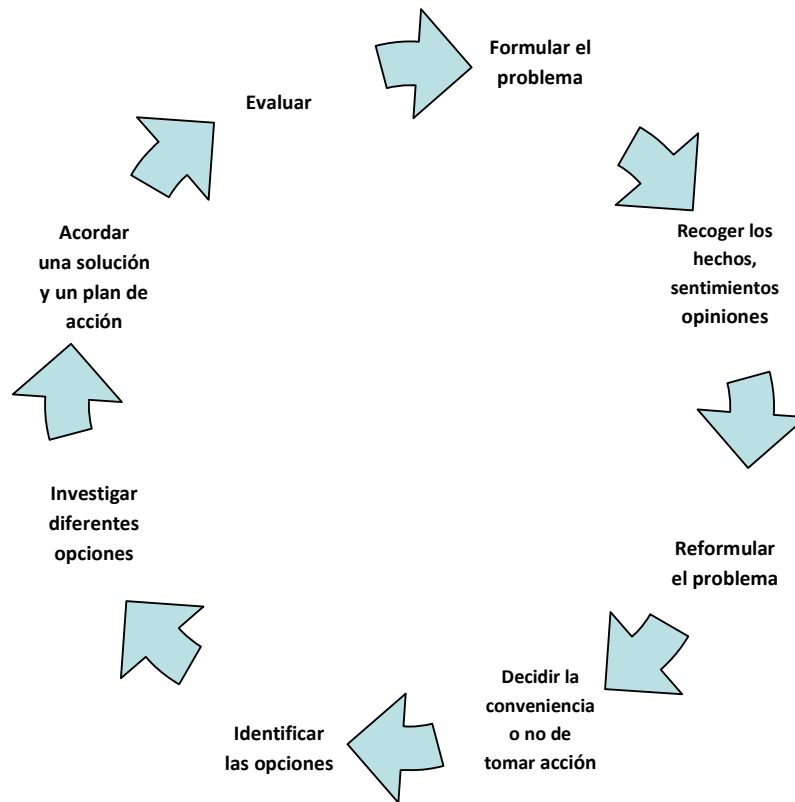 Formular el
problema
Recoger los
hechos,
sentimientos
opiniones
Reformular
el problema
Decidir la
conveniencia
o no de
tomar acción
Identificar
las opciones
Investigar
diferentes
opciones
Acordar
una solución
y un plan de
acción
Evaluar